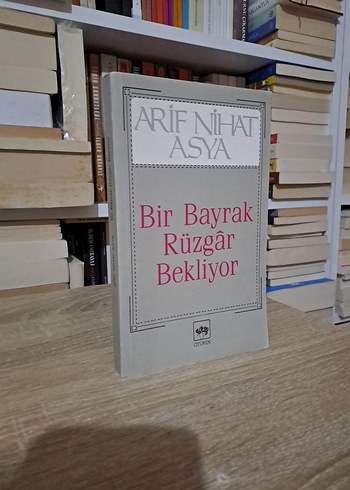 ARİF NİHAT
ASYA
Bir Bayrak
Rüzgâr
Bekliyor
ÖTÜKEN